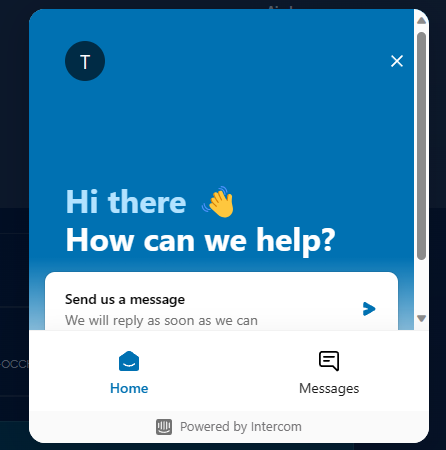 T
Hi there 👋
How can we help?
Send us a message
We will reply as soon as we can
Home
Messages
Powered by Intercom